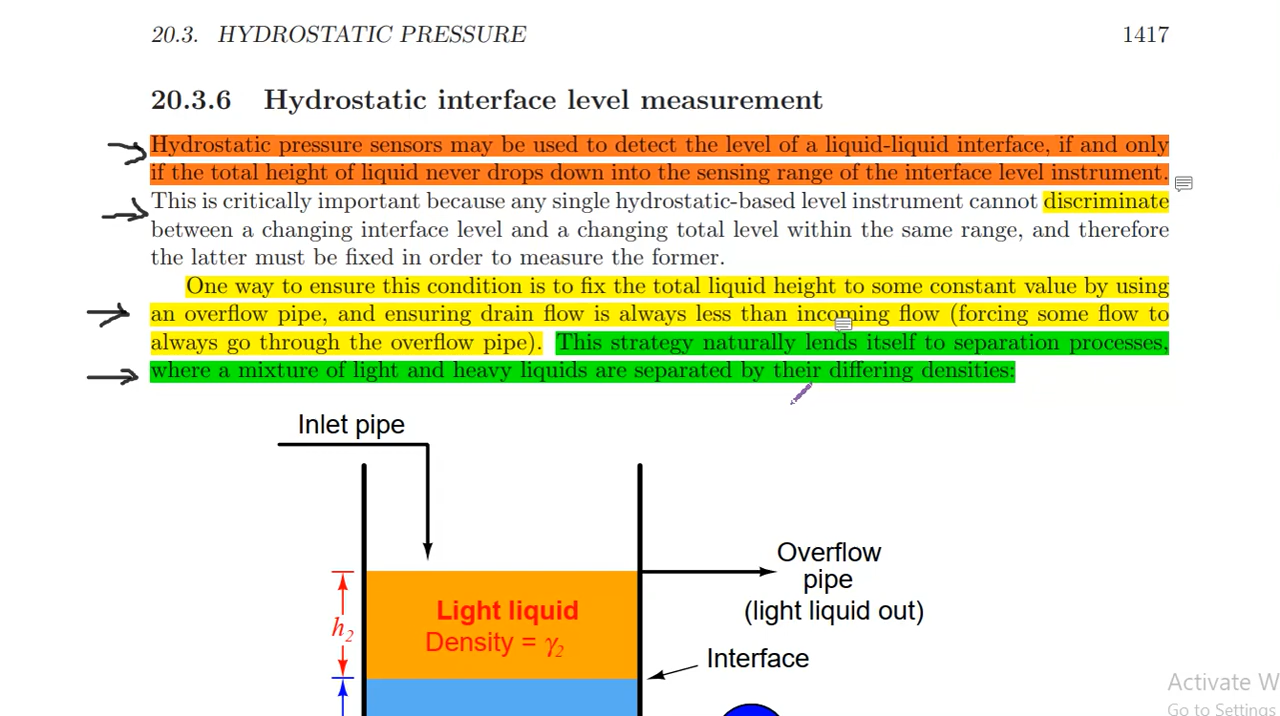 20.3. HYDROSTATIC PRESSURE 1417
20.3.6 Hydrostatic interface level measurement
Hydrostatic pressure sensors may be used to detect the level of a liquid-liquid interface, if and only
if the total height of liquid never drops down into the sensing range of the interface level instrument.
This is critically important because any single hydrostatic-based level instrument cannot discriminate
between a changing interface level and a changing total level within the same range, and therefore
the latter must be fixed in order to measure the former.
One way to ensure this condition is to fix the total liquid height to some constant value by using
an overflow pipe, and ensuring drain flow is always less than incoming flow (forcing some flow to
always go through the overflow pipe). This strategy naturally lends itself to separation processes,
where a mixture of light and heavy liquids are separated by their differing densities:
Inlet pipe
Overflow
pipe
(light liquid out)
Light liquid
Density = γ2
h2
Interface
Activate W
Go to Settings